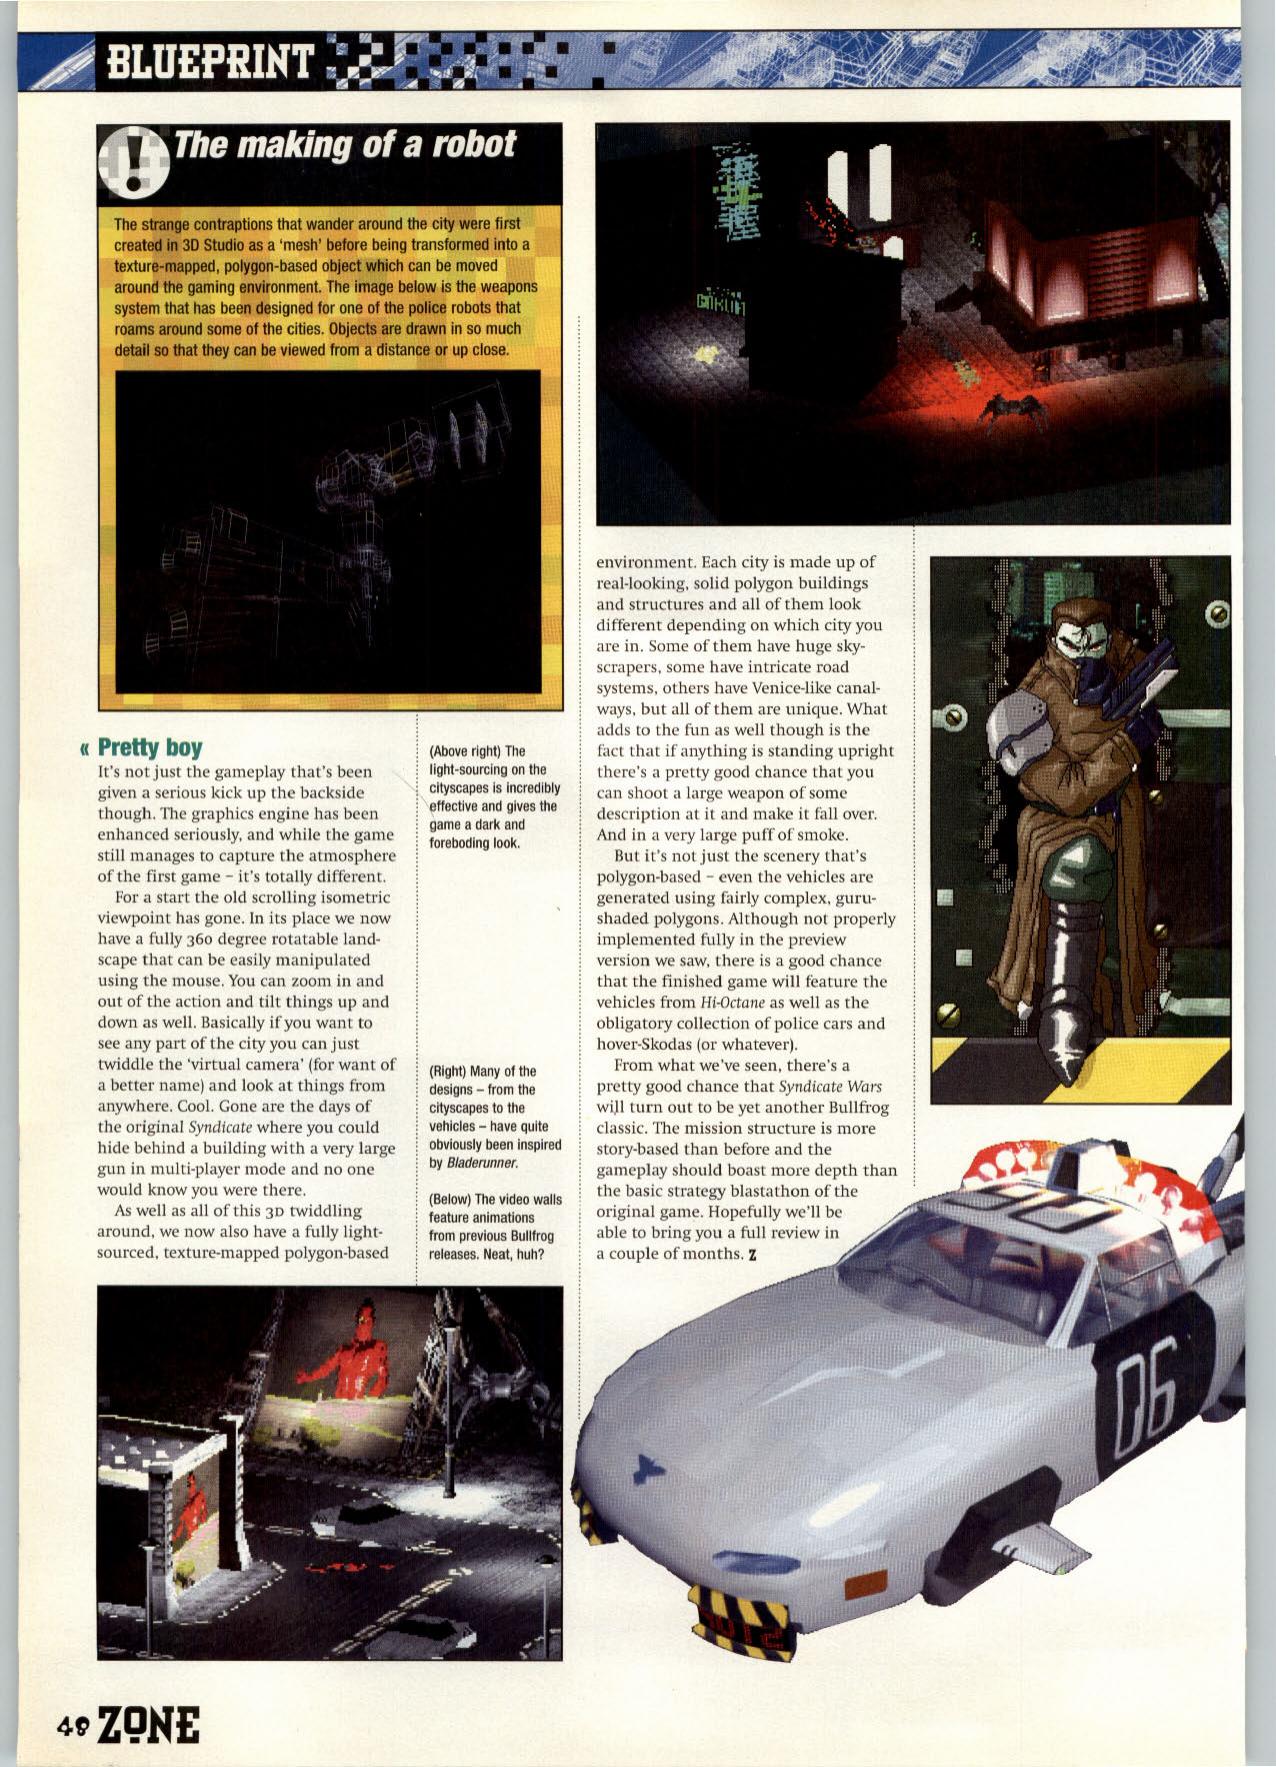 BLUEPRINT
The making of a robot
The strange contraptions that wander around the city were first
created in 3D Studio as a ‘mesh’ before being transformed into a
texture-mapped, polygon-based object which can be moved
around the gaming environment. The image below is the weapons
system that has been designed for one of the police robots that
roams around some of the cities. Objects are drawn in so much
detail so that they can be viewed from a distance or up close.
« Pretty boy
It's not just the gameplay that's been
given a serious kick up the backside
though. The graphics engine has been
enhanced seriously, and while the game
still manages to capture the atmosphere
of the first game – it's totally different.
For a start the old scrolling isometric
viewpoint has gone. In its place we now
have a fully 360 degree rotatable land-
scape that can be easily manipulated
using the mouse. You can zoom in and
out of the action and tilt things up and
down as well. Basically if you want to
see any part of the city you can just
twiddle the ‘virtual camera’ (for want of
a better name) and look at things from
anywhere. Cool. Gone are the days of
the original Syndicate where you could
hide behind a building with a very large
gun in multi-player mode and no one
would know you were there.
As well as all of this 3D twiddling
around, we now also have a fully light-
sourced, texture-mapped polygon-based
(Above right) The
light-sourcing on the
cityscapes is incredibly
effective and gives the
game a dark and
foreboding look.
(Right) Many of the
designs – from the
cityscapes to the
vehicles – have quite
obviously been inspired
by Bladerunner.
(Below) The video walls
feature animations
from previous Bullfrog
releases. Neat, huh?
environment. Each city is made up of
real-looking, solid polygon buildings
and structures and all of them look
different depending on which city you
are in. Some of them have huge sky-
scrapers, some have intricate road
systems, others have Venice-like canal-
ways, but all of them are unique. What
adds to the fun as well though is the
fact that if anything is standing upright
there's a pretty good chance that you
can shoot a large weapon of some
description at it and make it fall over.
And in a very large puff of smoke.
But it's not just the scenery that's
polygon-based – even the vehicles are
generated using fairly complex, guru-
shaded polygons. Although not properly
implemented fully in the preview
version we saw, there is a good chance
that the finished game will feature the
vehicles from Hi-Octane as well as the
obligatory collection of police cars and
hover-Skodas (or whatever).
From what we've seen, there's a
pretty good chance that Syndicate Wars
will turn out to be yet another Bullfrog
classic. The mission structure is more
story-based than before and the
gameplay should boast more depth than
the basic strategy blastathon of the
original game. Hopefully we'll be
able to bring you a full review in
a couple of months. Z
06
48 ZONE